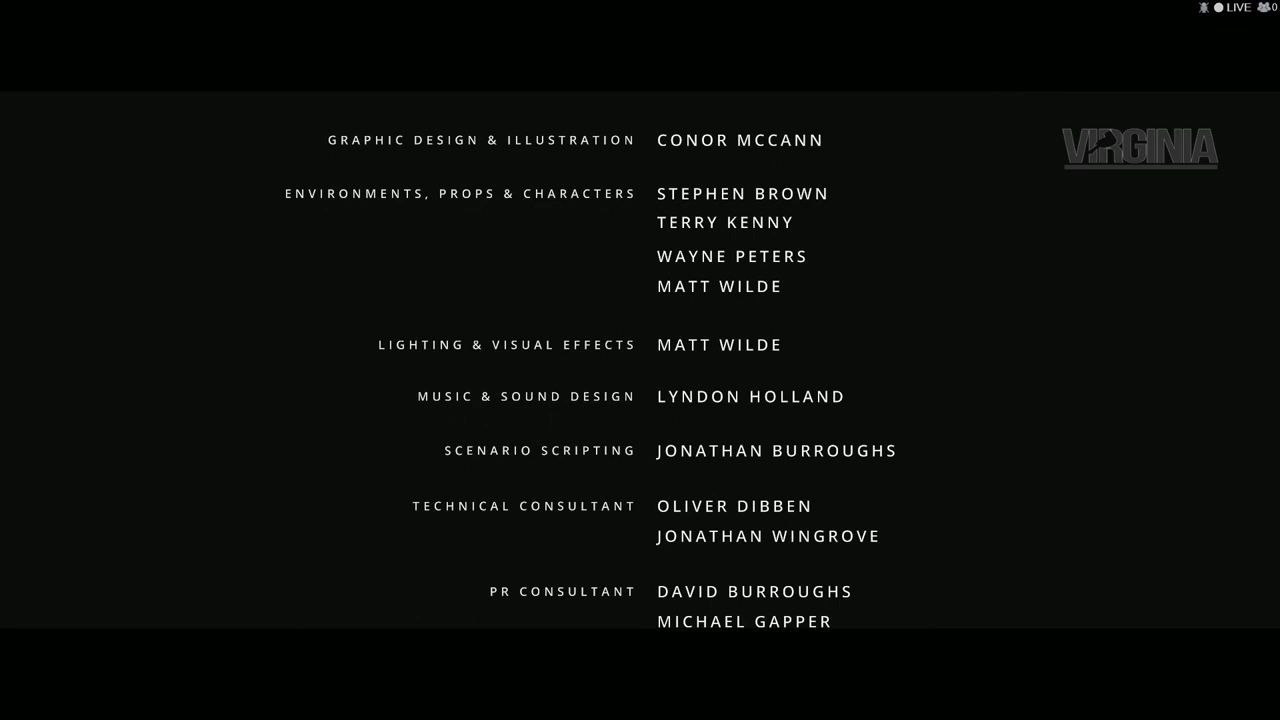 LIVE 0
GRAPHIC DESIGN & ILLUSTRATION CONOR MCCANN
VIRGINIA
ENVIRONMENTS, PROPS & CHARACTERS STEPHEN BROWN
TERRY KENNY
WAYNE PETERS
MATT WILDE
LIGHTING & VISUAL EFFECTS MATT WILDE
MUSIC & SOUND DESIGN LYNDON HOLLAND
SCENARIO SCRIPTING JONATHAN BURROUGHS
TECHNICAL CONSULTANT OLIVER DIBBEN
JONATHAN WINGROVE
PR CONSULTANT DAVID BURROUGHS
MICHAEL GAPPER